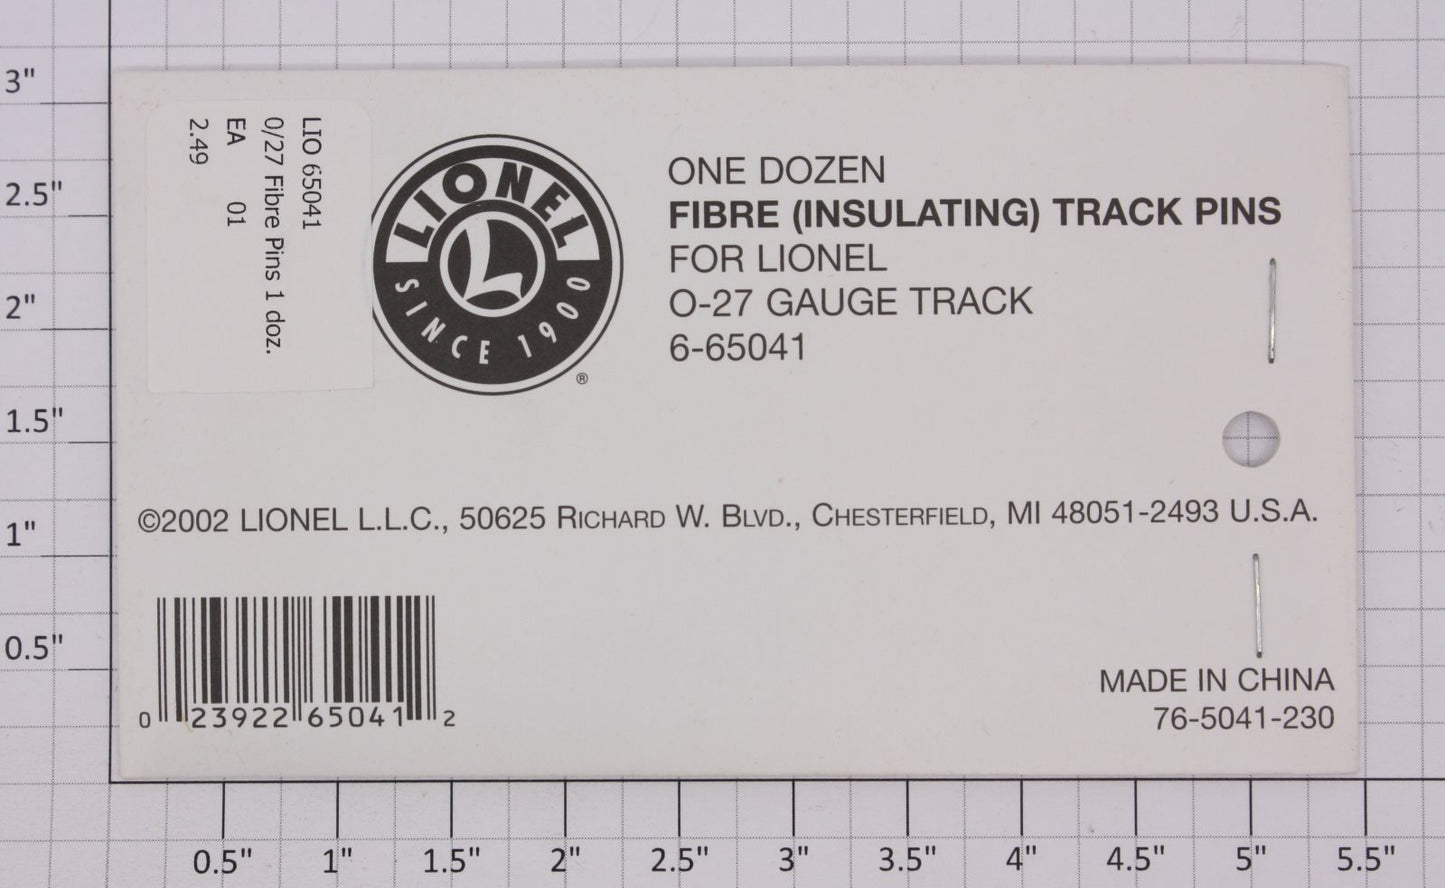 LIO 65041
0/27 Fibre Pins 1 doz.
EA 01
2.49
LIONEL
L
SINCE 1900
®
ONE DOZEN
FIBRE (INSULATING) TRACK PINS
FOR LIONEL
O-27 GAUGE TRACK
6-65041
©2002 LIONEL L.L.C., 50625 RICHARD W. BLVD., CHESTERFIELD, MI 48051-2493 U.S.A.
0 23922 65041 2
MADE IN CHINA
76-5041-230
3"
2.5"
2"
1.5"
1"
0.5"
0.5" 1" 1.5" 2" 2.5" 3" 3.5" 4" 4.5" 5" 5.5"